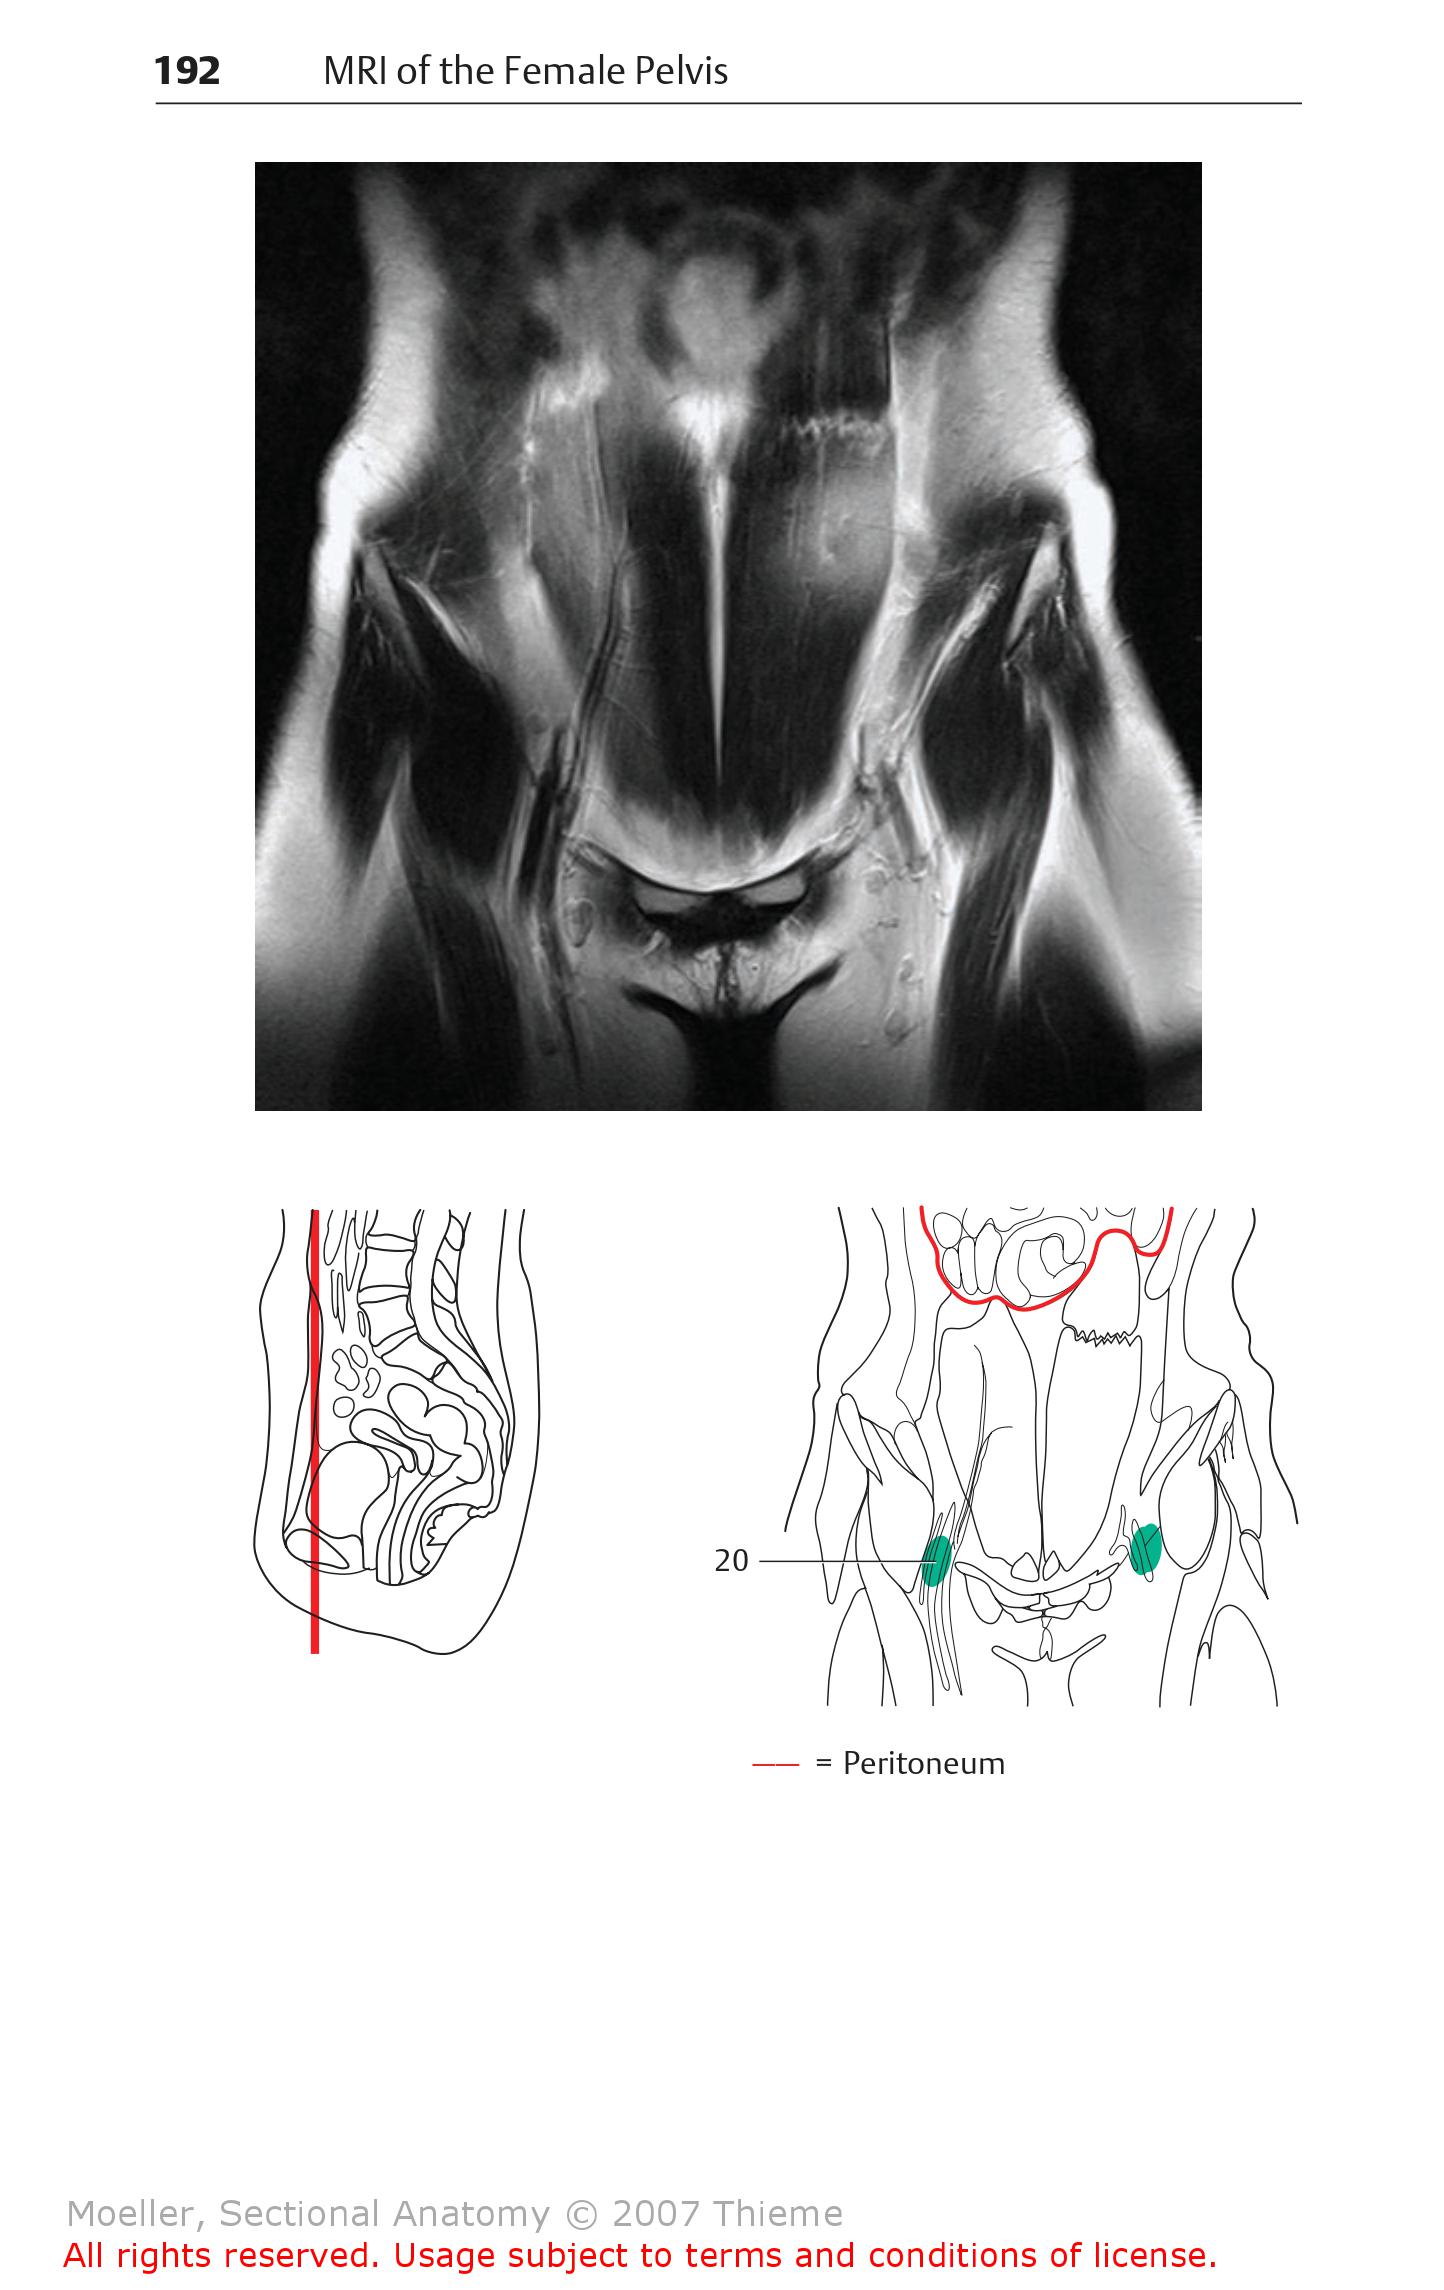 192 MRI of the Female Pelvis
20
= Peritoneum
Moeller, Sectional Anatomy © 2007 Thieme
All rights reserved. Usage subject to terms and conditions of license.